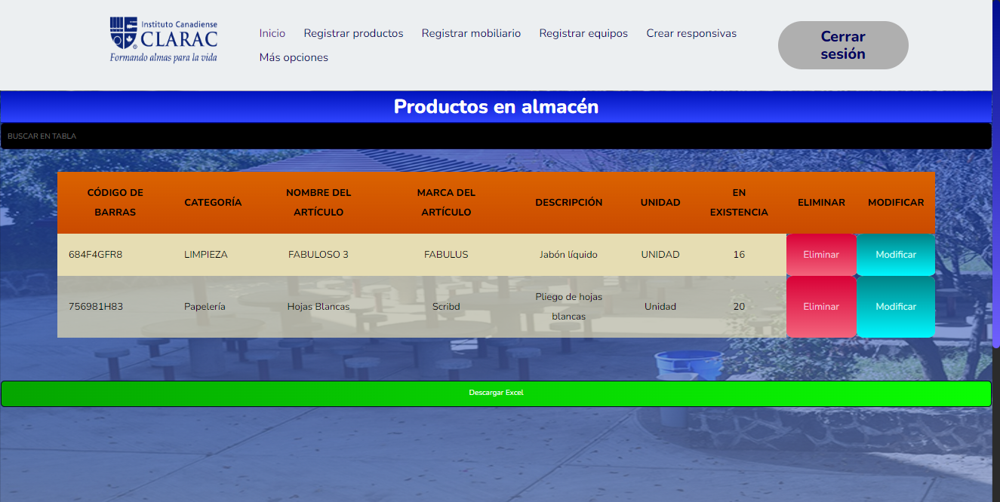 Instituto Canadiense
CLARAC
Formando almas para la vida
Inicio Registrar productos Registrar mobiliario Registrar equipos Crear responsivas
Más opciones
Cerrar
sesión
Productos en almacén
BUSCAR EN TABLA
CÓDIGO DE BARRAS CATEGORÍA NOMBRE DEL ARTÍCULO MARCA DEL ARTÍCULO DESCRIPCIÓN UNIDAD EN EXISTENCIA ELIMINAR MODIFICAR
684F4GFR8 LIMPIEZA FABULOSO 3 FABULUS Jabón líquido UNIDAD 16 Eliminar Modificar
756981H83 Papelería Hojas Blancas Scribd Pliego de hojas blancas Unidad 20 Eliminar Modificar
Descargar Excel